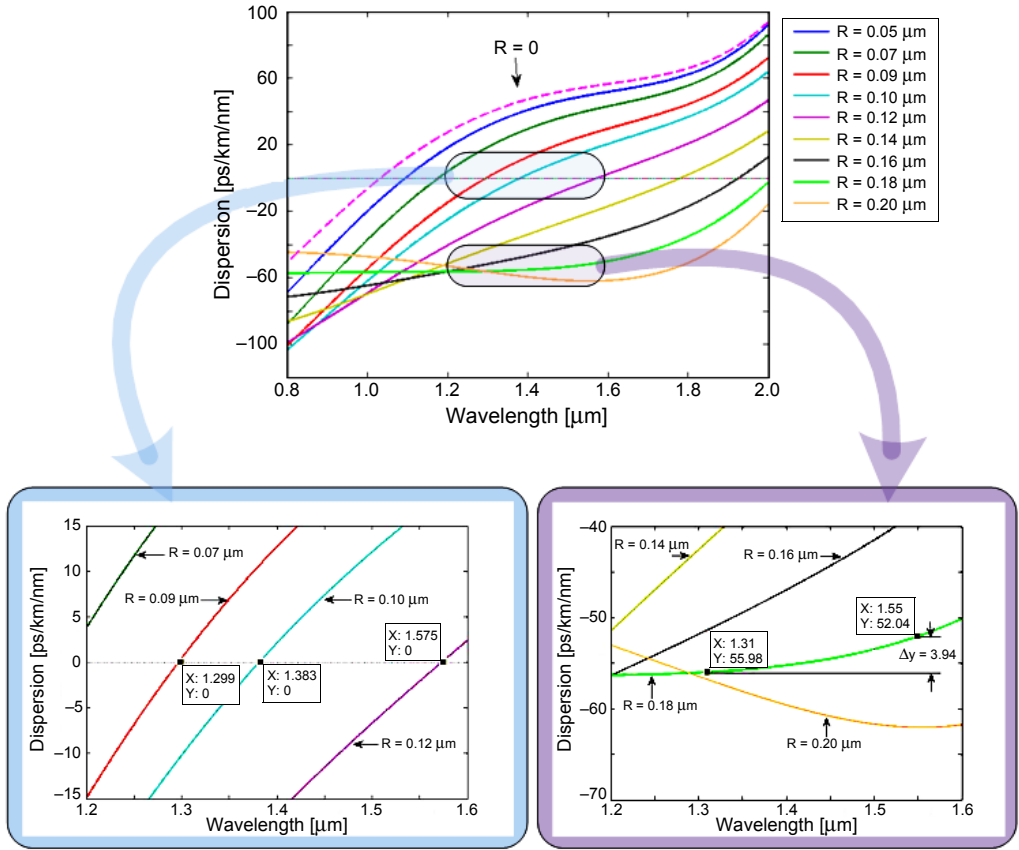 100
60
20
−20
−60
−100
Dispersion [ps/km/nm]
R = 0
0.8 1.0 1.2 1.4 1.6 1.8 2.0
Wavelength [μm]
R = 0.05 μm
R = 0.07 μm
R = 0.09 μm
R = 0.10 μm
R = 0.12 μm
R = 0.14 μm
R = 0.16 μm
R = 0.18 μm
R = 0.20 μm
15
10
5
0
−5
−10
−15
Dispersion [ps/km/nm]
R = 0.07 μm
R = 0.09 μm
R = 0.10 μm
X: 1.575
Y: 0
X: 1.299
Y: 0
X: 1.383
Y: 0
R = 0.12 μm
1.2 1.3 1.4 1.5 1.6
Wavelength [μm]
−40
−50
−60
−70
Dispersion [ps/km/nm]
R = 0.14 μm
R = 0.16 μm
X: 1.55
Y: 52.04
X: 1.31
Y: 55.98
Δy = 3.94
R = 0.18 μm
R = 0.20 μm
1.2 1.3 1.4 1.5 1.6
Wavelength [μm]